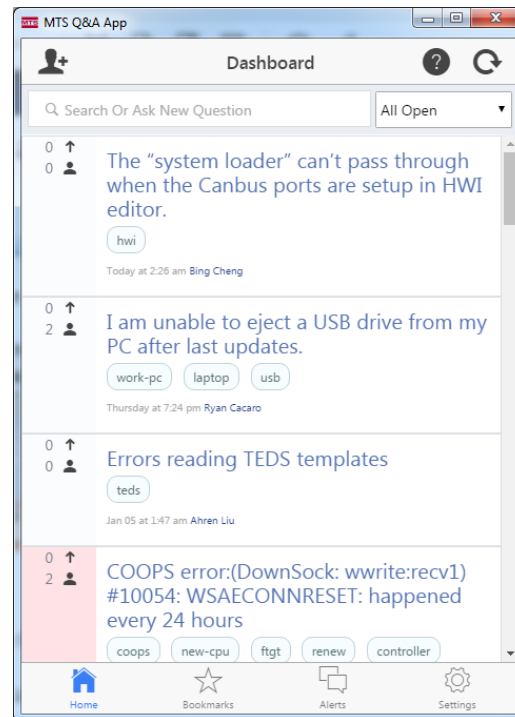 MTS MTS Q&A App
Dashboard
Search Or Ask New Question
All Open
0
0
The “system loader” can’t pass through
when the Canbus ports are setup in HWI
editor.
hwi
Today at 2:26 am Bing Cheng
0
2
I am unable to eject a USB drive from my
PC after last updates.
work-pc laptop usb
Thursday at 7:24 pm Ryan Cacaro
0
0
Errors reading TEDS templates
teds
Jan 05 at 1:47 am Ahren Liu
0
2
COOPS error:(DownSock: wwrite:recv1)
#10054: WSAECONNRESET: happened
every 24 hours
coops new-cpu ftgt renew controller
Home Bookmarks Alerts Settings